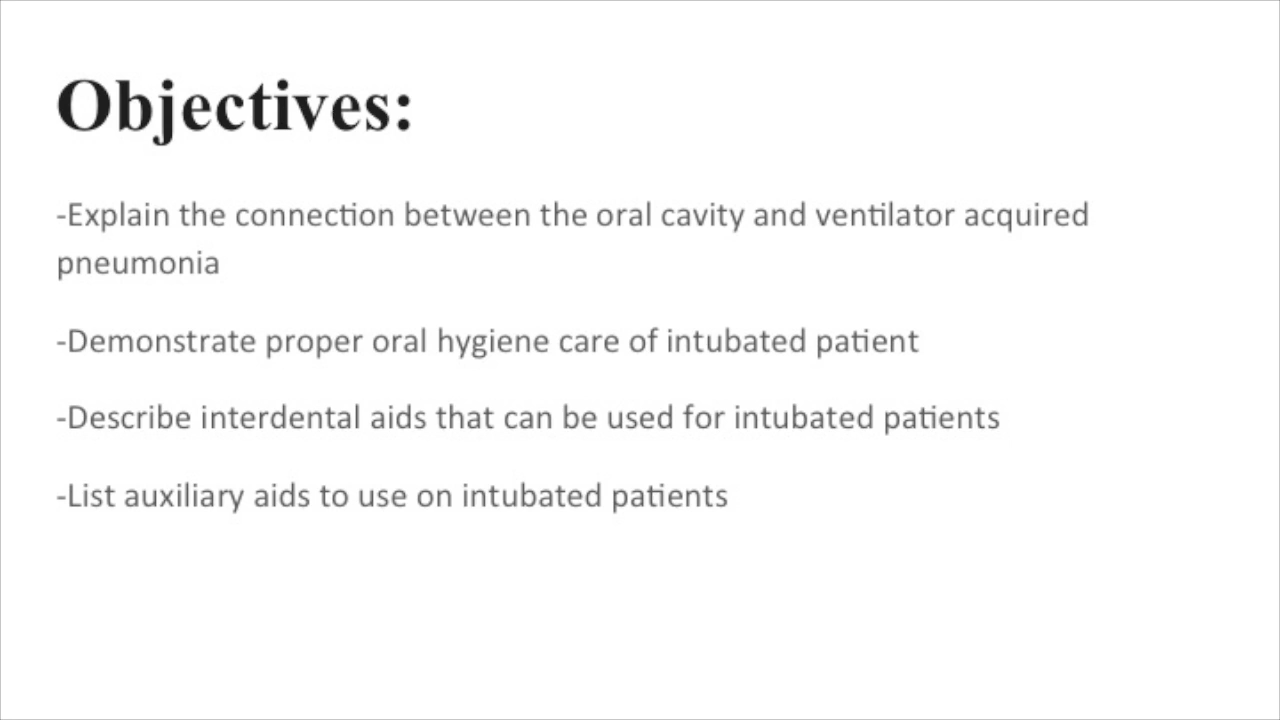 Objectives:
-Explain the connection between the oral cavity and ventilator acquired
pneumonia
-Demonstrate proper oral hygiene care of intubated patient
-Describe interdental aids that can be used for intubated patients
-List auxiliary aids to use on intubated patients